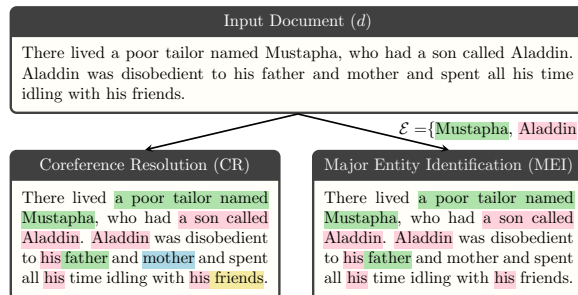 Input Document (d)
There lived a poor tailor named Mustapha, who had a son called Aladdin.
Aladdin was disobedient to his father and mother and spent all his time
idling with his friends.
ℰ ={Mustapha, Aladdin
Coreference Resolution (CR)
There lived a poor tailor named
Mustapha, who had a son called
Aladdin. Aladdin was disobedient
to his father and mother and spent
all his time idling with his friends.
Major Entity Identification (MEI)
There lived a poor tailor named
Mustapha, who had a son called
Aladdin. Aladdin was disobedient
to his father and mother and spent
all his time idling with his friends.